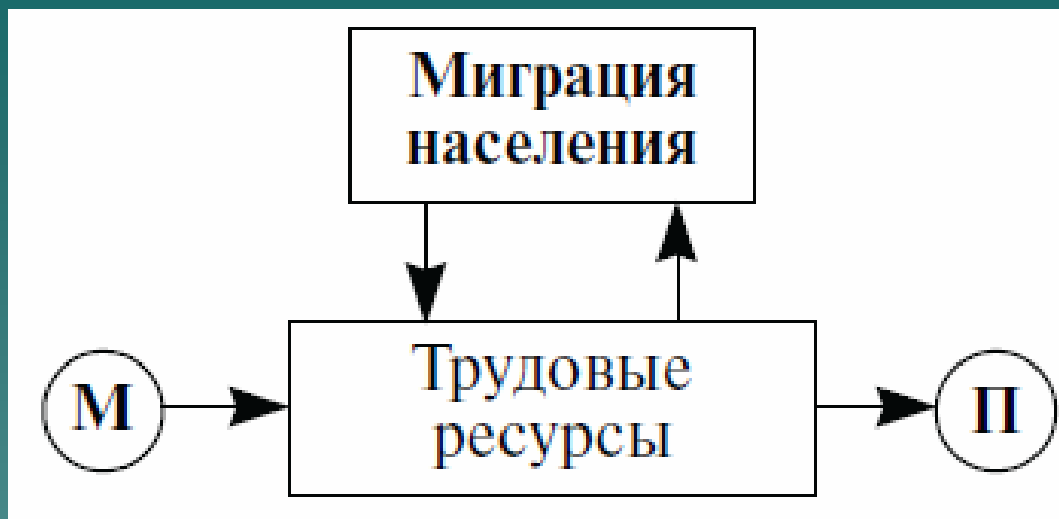 Миграция
населения
М
Трудовые
ресурсы
П